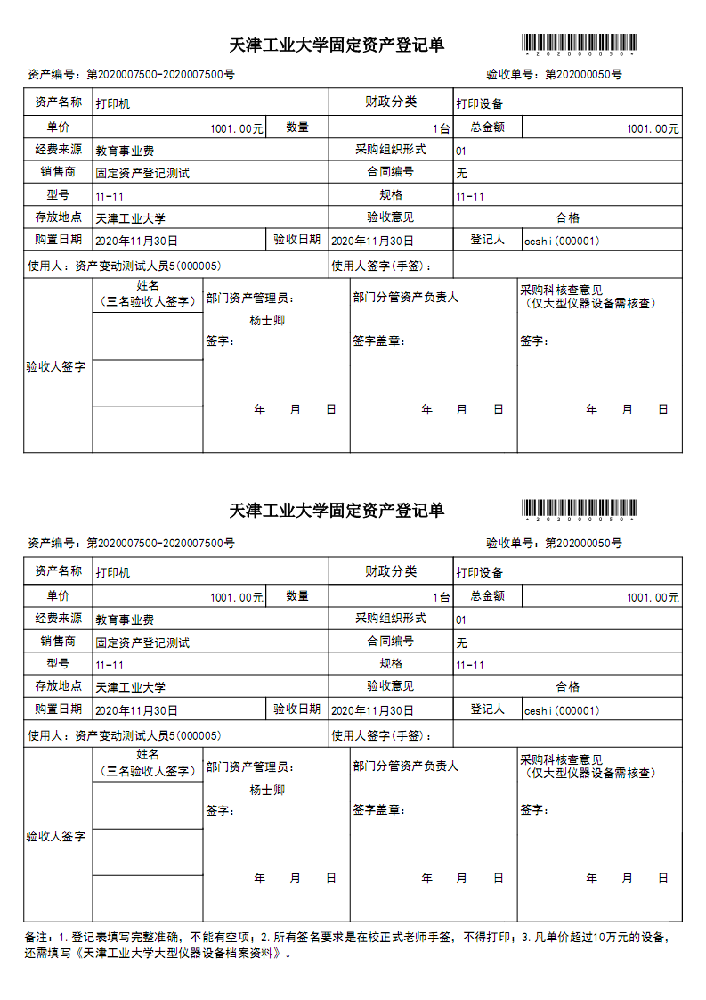 天津工业大学固定资产登记单
*202000050*
资产编号：第2020007500-2020007500号 验收单号：第202000050号
资产名称 打印机 财政分类 打印设备
单价 1001.00元 数量 1台 总金额 1001.00元
经费来源 教育事业费 采购组织形式 01
销售商 固定资产登记测试 合同编号 无
型号 11-11 规格 11-11
存放地点 天津工业大学 验收意见 合格
购置日期 2020年11月30日 验收日期 2020年11月30日 登记人 ceshi(000001)
使用人：资产变动测试人员5(000005) 使用人签字(手签)：
验收人签字
姓名
（三名验收人签字）
部门资产管理员：
杨士卿
签字：
年 月 日
部门分管资产负责人
签字盖章：
年 月 日
采购科核查意见
（仅大型仪器设备需核查）
签字：
年 月 日
天津工业大学固定资产登记单
*202000050*
资产编号：第2020007500-2020007500号 验收单号：第202000050号
资产名称 打印机 财政分类 打印设备
单价 1001.00元 数量 1台 总金额 1001.00元
经费来源 教育事业费 采购组织形式 01
销售商 固定资产登记测试 合同编号 无
型号 11-11 规格 11-11
存放地点 天津工业大学 验收意见 合格
购置日期 2020年11月30日 验收日期 2020年11月30日 登记人 ceshi(000001)
使用人：资产变动测试人员5(000005) 使用人签字(手签)：
验收人签字
姓名
（三名验收人签字）
部门资产管理员：
杨士卿
签字：
年 月 日
部门分管资产负责人
签字盖章：
年 月 日
采购科核查意见
（仅大型仪器设备需核查）
签字：
年 月 日
备注：1.登记表填写完整准确，不能有空项；2.所有签名要求是在校正式老师手签，不得打印；3.凡单价超过10万元的设备，
还需填写《天津工业大学大型仪器设备档案资料》。